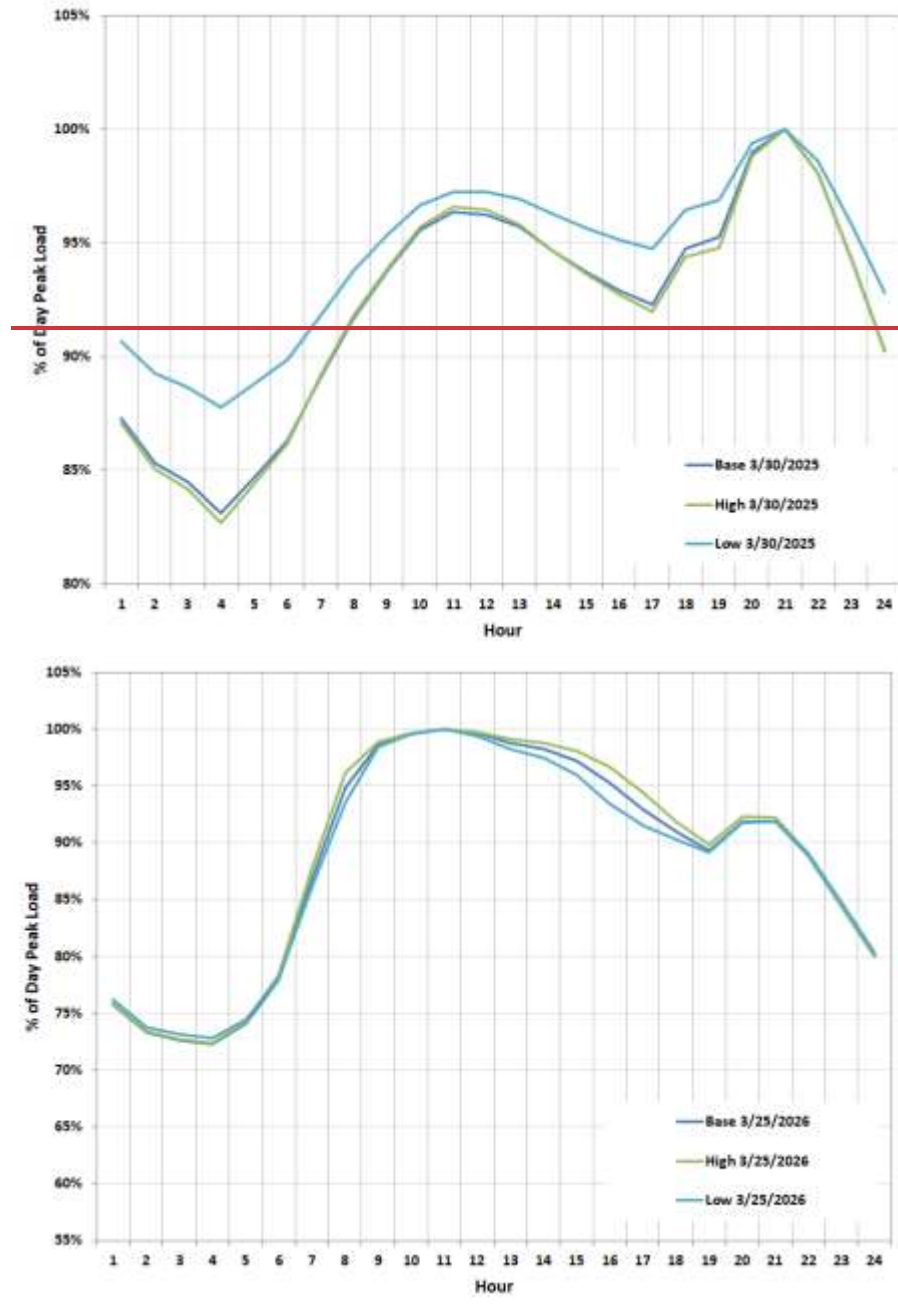 105%
100%
95%
90%
85%
80%
% of Day Peak Load
Base 3/30/2025
High 3/30/2025
Low 3/30/2025
1 2 3 4 5 6 7 8 9 10 11 12 13 14 15 16 17 18 19 20 21 22 23 24
Hour
105%
100%
95%
90%
85%
80%
75%
70%
65%
60%
55%
% of Day Peak Load
Base 3/25/2026
High 3/25/2026
Low 3/25/2026
1 2 3 4 5 6 7 8 9 10 11 12 13 14 15 16 17 18 19 20 21 22 23 24
Hour